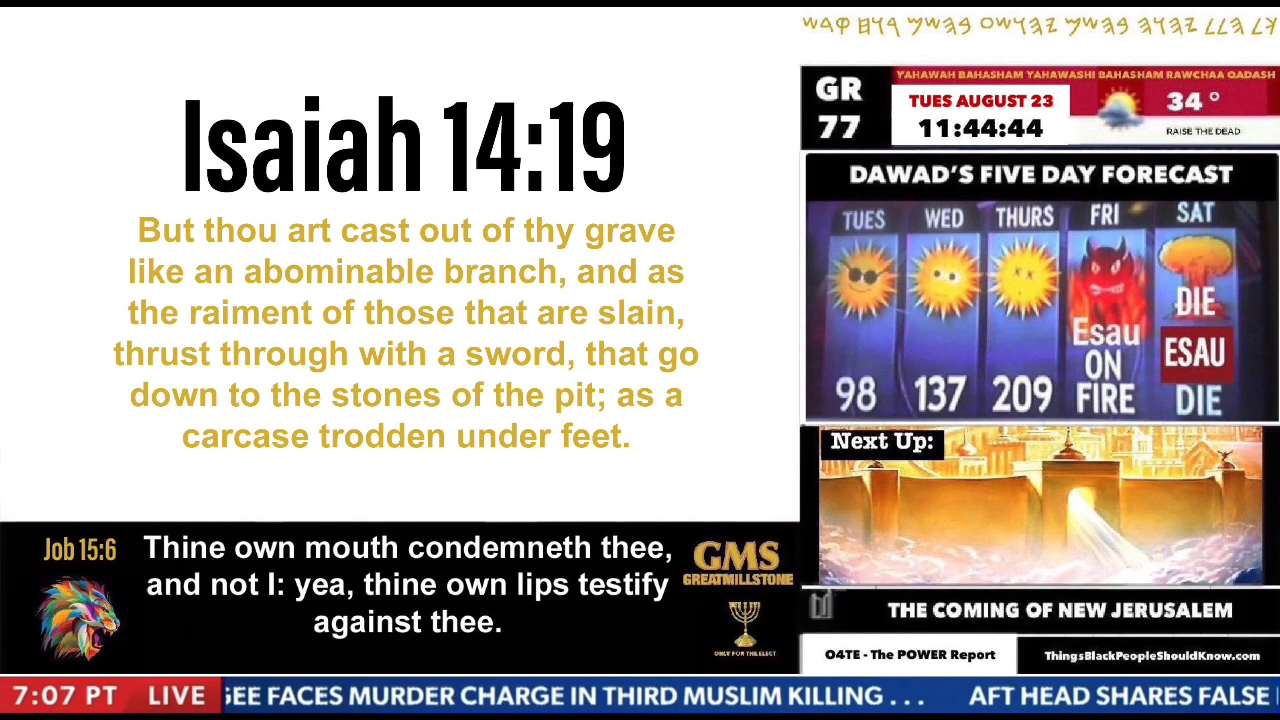 Isaiah 14:19
But thou art cast out of thy grave
like an abominable branch, and as
the raiment of those that are slain,
thrust through with a sword, that go
down to the stones of the pit; as a
carcase trodden under feet.
Job 15:6
Thine own mouth condemneth thee,
and not I: yea, thine own lips testify
against thee.
GMS
GREATMILLSTONE
ONLY FOR THE ELECT
GR
77
YAHAWAH BAHASHAM YAHAWASHI BAHASHAM RAWCHAA QADASH
TUES AUGUST 23
11:44:44
34°
RAISE THE DEAD
DAWAD'S FIVE DAY FORECAST
TUES WED THURS FRI SAT
98 137 209 Esau ON FIRE DIE ESAU DIE
Next Up:
THE COMING OF NEW JERUSALEM
O4TE - The POWER Report
ThingsBlackPeopleShouldKnow.com
7:07 PT LIVE GEE FACES MURDER CHARGE IN THIRD MUSLIM KILLING . . . AFT HEAD SHARES FALSE